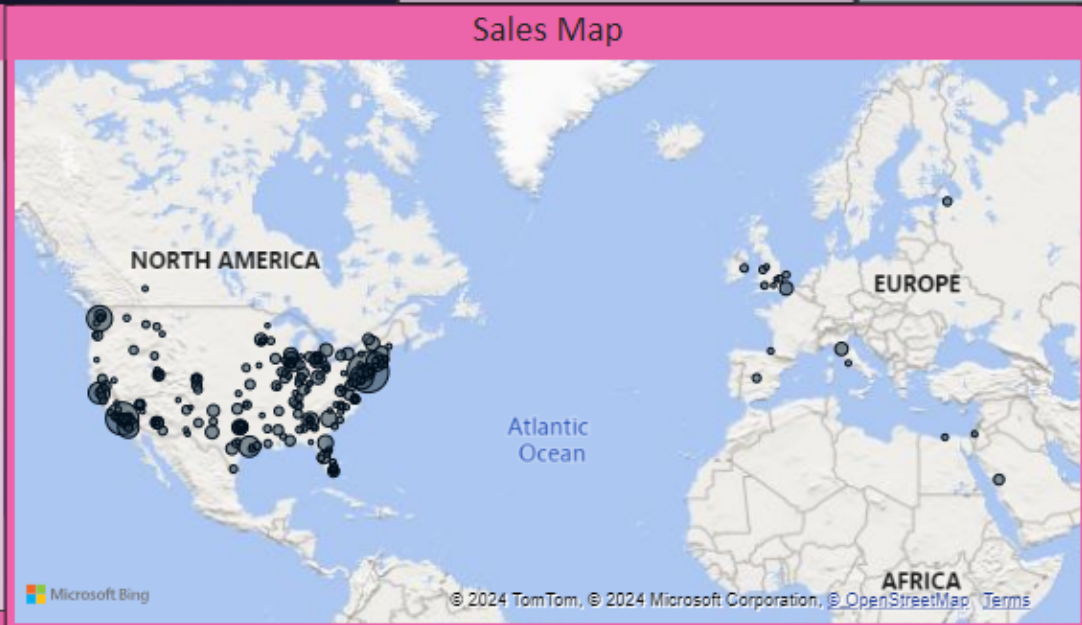 Sales Map
NORTH AMERICA
EUROPE
Atlantic
Ocean
AFRICA
Microsoft Bing
© 2024 TomTom, © 2024 Microsoft Corporation, © OpenStreetMap Terms